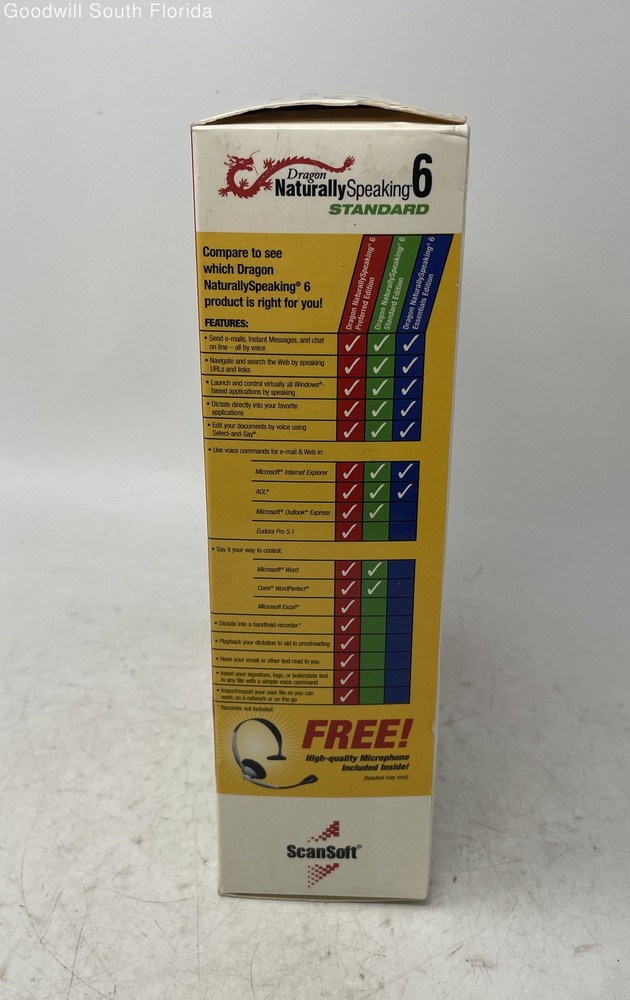 Goodwill South Florida
Dragon
NaturallySpeaking® 6
STANDARD
Compare to see
which Dragon
NaturallySpeaking® 6
product is right for you!
Dragon NaturallySpeaking® 6
Preferred Edition
Dragon NaturallySpeaking® 6
Standard Edition
Dragon NaturallySpeaking® 6
Essentials Edition
FEATURES:
• Send e-mails, Instant Messages, and chat
on line – all by voice ✓ ✓ ✓
• Navigate and search the Web by speaking
URLs and links ✓ ✓ ✓
• Launch and control virtually all Windows®-
based applications by speaking ✓ ✓ ✓
• Dictate directly into your favorite
applications ✓ ✓ ✓
• Edit your documents by voice using
Select-and-Say® ✓ ✓ ✓
• Use voice commands for e-mail & Web in:
Microsoft® Internet Explorer ✓ ✓ ✓
AOL® ✓ ✓ ✓
Microsoft® Outlook® Express ✓ ✓
Eudora Pro 5.1 ✓
• Say it your way to control:
Microsoft® Word ✓ ✓
Corel® WordPerfect® ✓ ✓
Microsoft Excel® ✓
• Dictate into a handheld recorder* ✓
• Playback your dictation to aid in proofreading ✓
• Have your email or other text read to you ✓
• Insert your signature, logo, or boilerplate text
in any file with a simple voice command ✓
• Import/export your user file so you can
work on a network or on the go ✓
* Recorder not included
FREE!
High-quality Microphone
Included Inside!
(headset may vary)
ScanSoft®